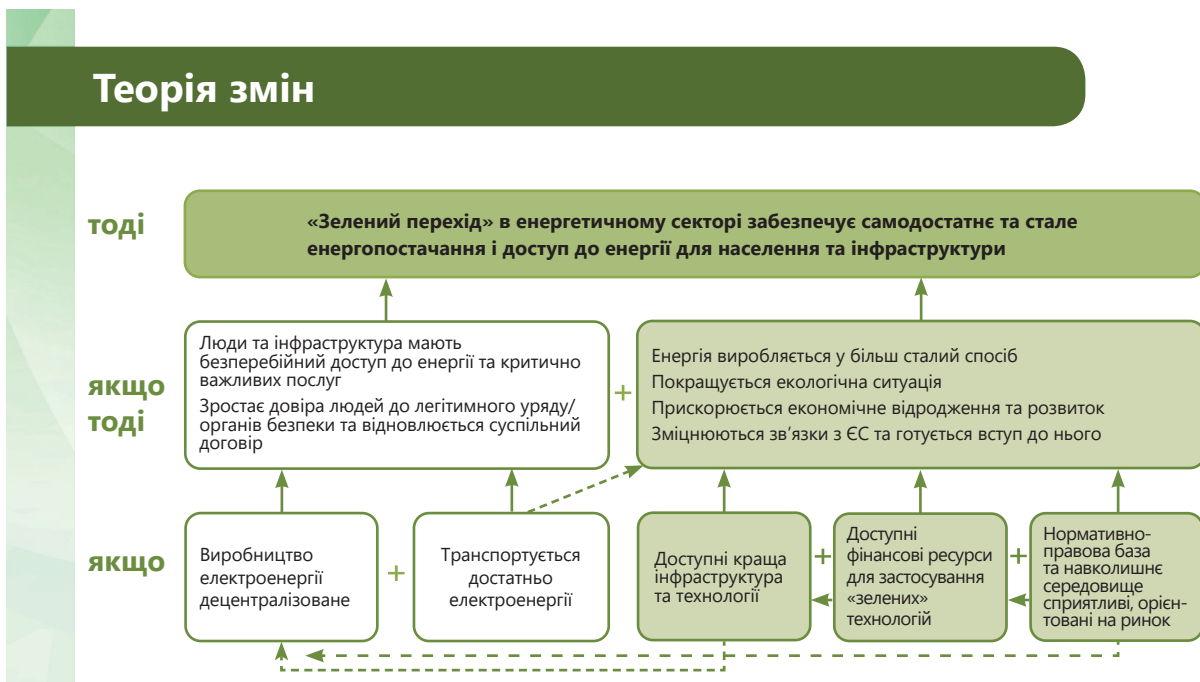 Теорія змін
тоді
«Зелений перехід» в енергетичному секторі забезпечує самодостатнє та стале
енергопостачання і доступ до енергії для населення та інфраструктури
якщо
тоді
Люди та інфраструктура мають
безперебійний доступ до енергії та критично
важливих послуг
Зростає довіра людей до легітимного уряду/
органів безпеки та відновлюється суспільний
договір
+
Енергія виробляється у більш сталий спосіб
Покращується екологічна ситуація
Прискорюється економічне відродження та розвиток
Зміцнюються зв’язки з ЄС та готується вступ до нього
якщо
Виробництво
електроенергії
децентралізоване
+
Транспортується
достатньо
електроенергії
Доступні краща
інфраструктура
та технології
+
Доступні
фінансові ресурси
для застосування
«зелених»
технологій
+
Нормативно-
правова база
та навколишнє
середовище
сприятливі, орієн-
товані на ринок